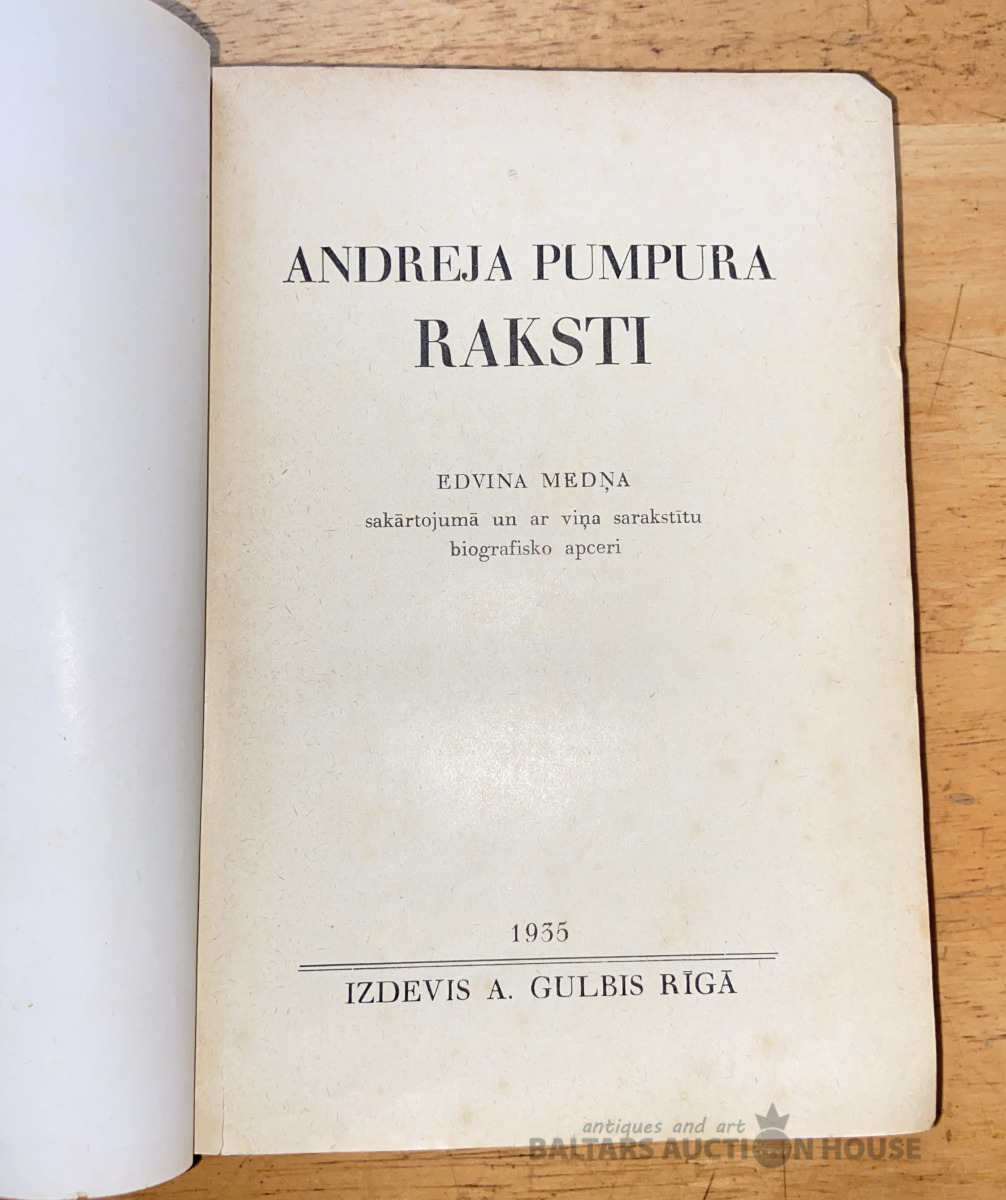 ANDREJA PUMPURA
RAKSTI
EDVINA MEDŅA
sakārtojumā un ar viņa sarakstītu
biografisko apceri
1935
IZDEVIS A. GULBIS RĪGĀ
antiques and art
BALTARS AUCTION HOUSE